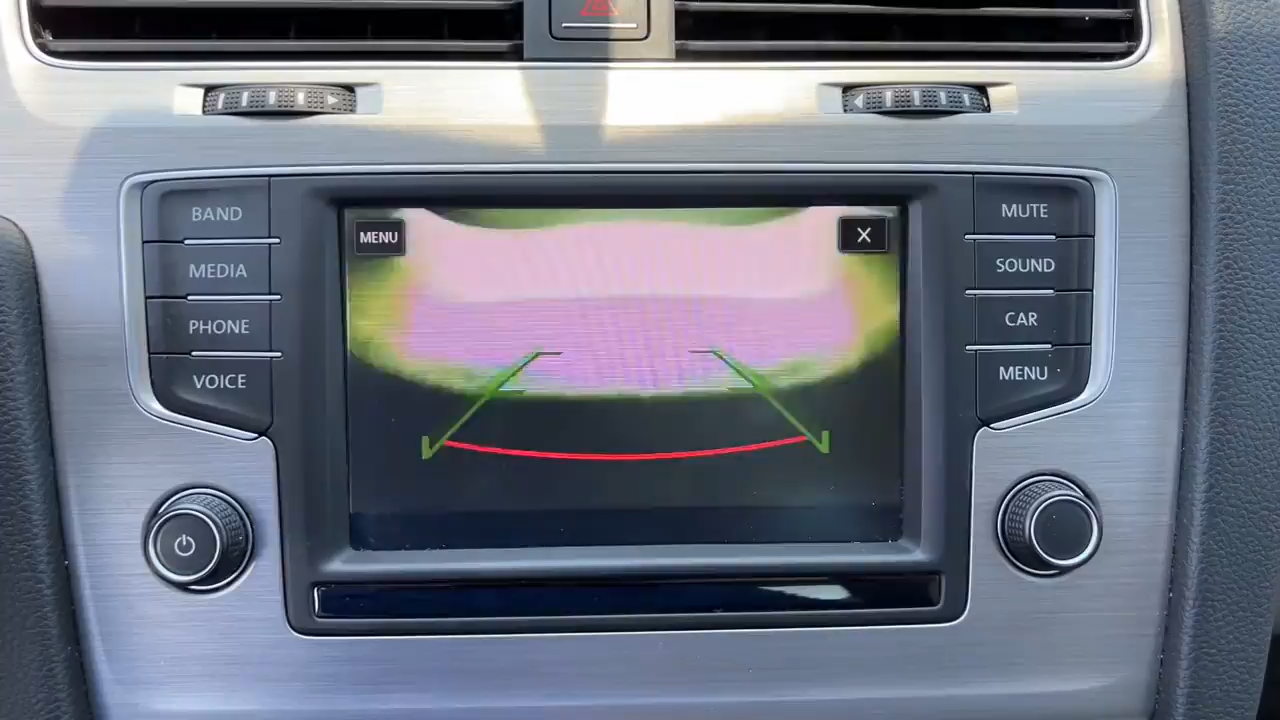 BAND
MEDIA
PHONE
VOICE
MENU
X
MUTE
SOUND
CAR
MENU